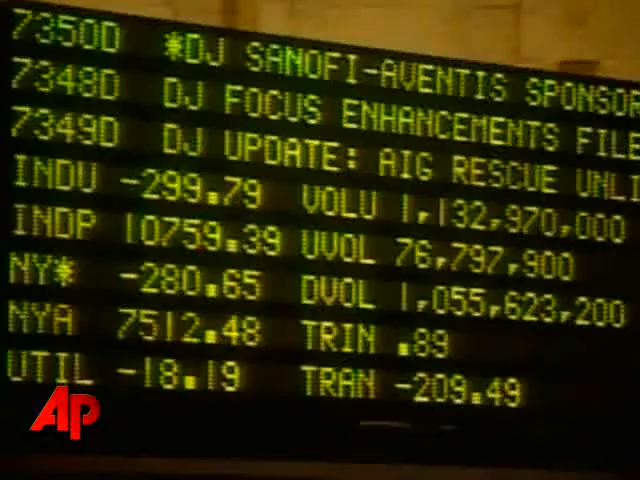 7350D *DJ SANOFI-AVENTIS SPONSOR
7348D DJ FOCUS ENHANCEMENTS FILE
7349D DJ UPDATE: AIG RESCUE UNLI
INDU -299.79 VOLU 1,132,970,000
INDP 10759.39 UVOL 76,797,900
NY* -280.65 DVOL 1,055,623,200
NYA 7512.48 TRIN .89
UTIL -18.19 TRAN -209.49
AP